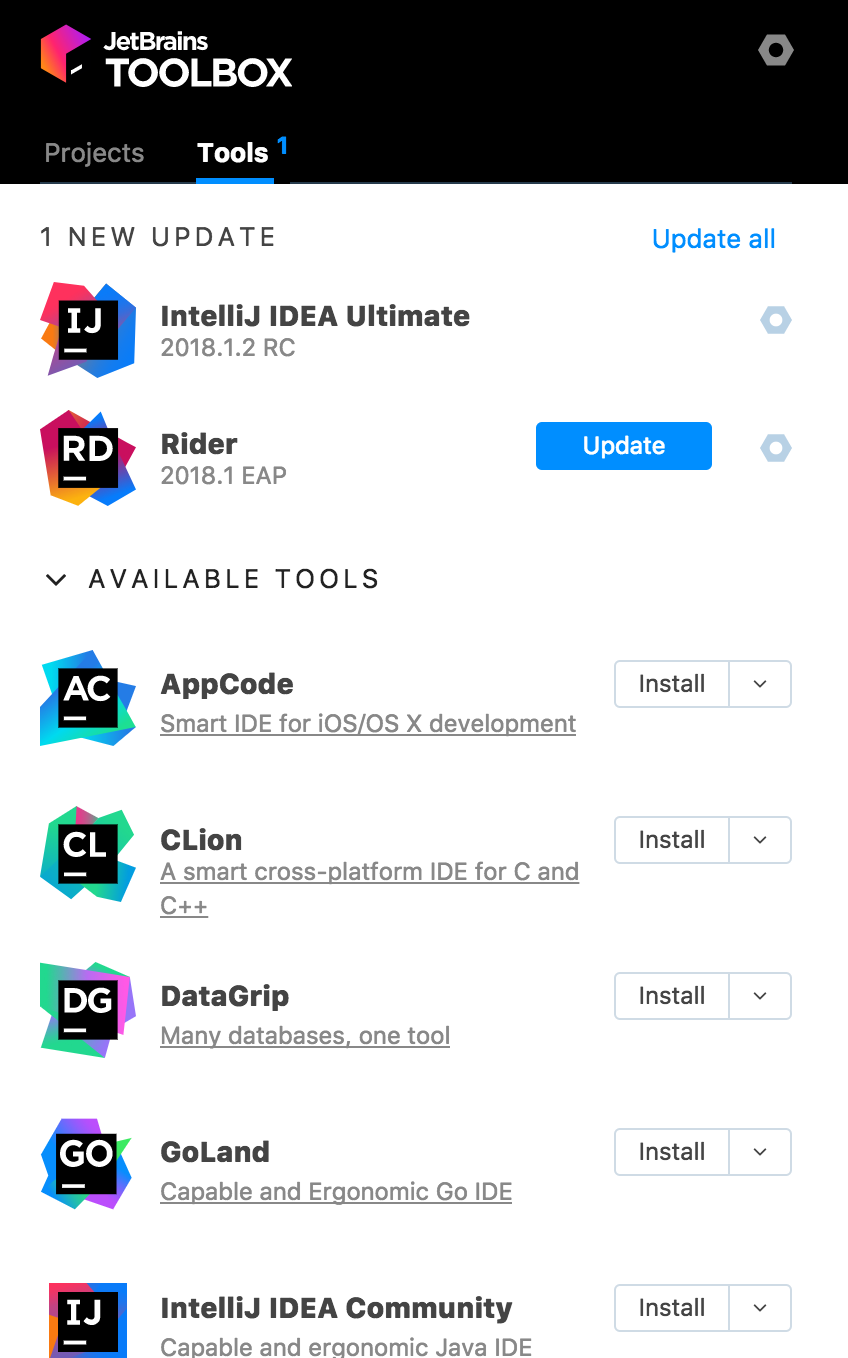 JetBrains
TOOLBOX
Projects
Tools 1
1 NEW UPDATE
Update all
IJ
IntelliJ IDEA Ultimate
2018.1.2 RC
RD
Rider
2018.1 EAP
Update
AVAILABLE TOOLS
AC
AppCode
Smart IDE for iOS/OS X development
Install
CL
CLion
A smart cross-platform IDE for C and
C++
Install
DG
DataGrip
Many databases, one tool
Install
GO
GoLand
Capable and Ergonomic Go IDE
Install
IJ
IntelliJ IDEA Community
Capable and ergonomic Java IDE
Install